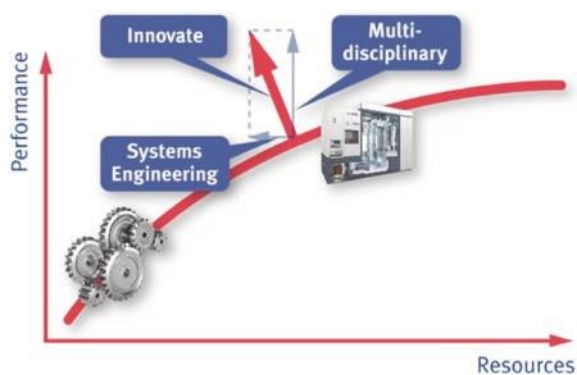 Innovate
Multi-
disciplinary
Performance
Systems
Engineering
Resources